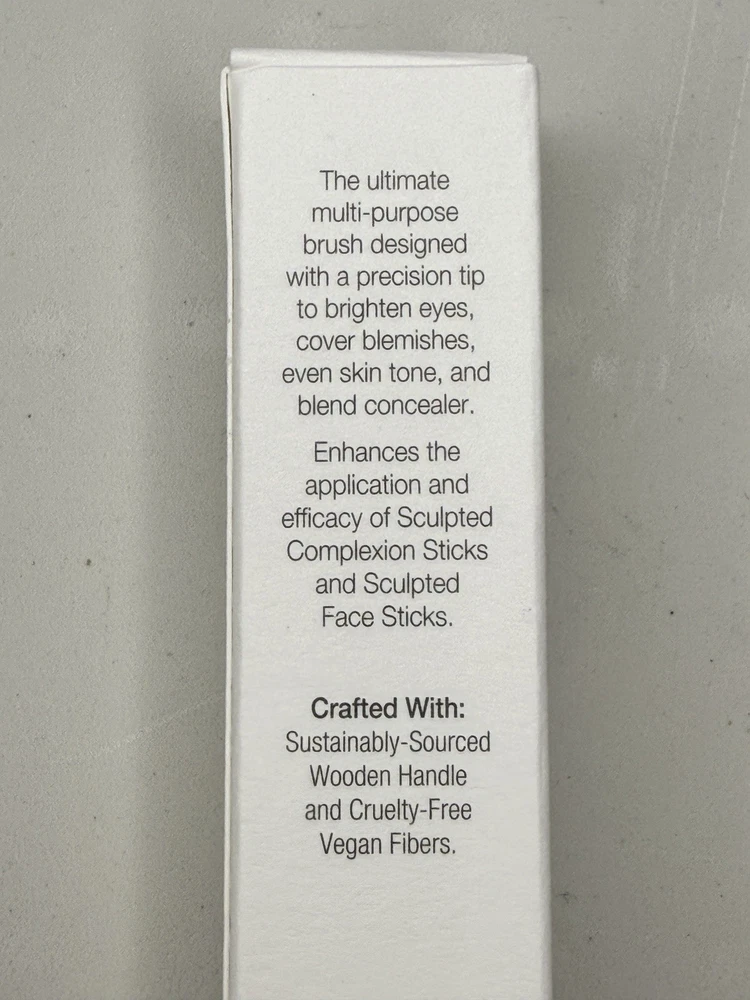 The ultimate
multi-purpose
brush designed
with a precision tip
to brighten eyes,
cover blemishes,
even skin tone, and
blend concealer.
Enhances the
application and
efficacy of Sculpted
Complexion Sticks
and Sculpted
Face Sticks.
Crafted With:
Sustainably-Sourced
Wooden Handle
and Cruelty-Free
Vegan Fibers.